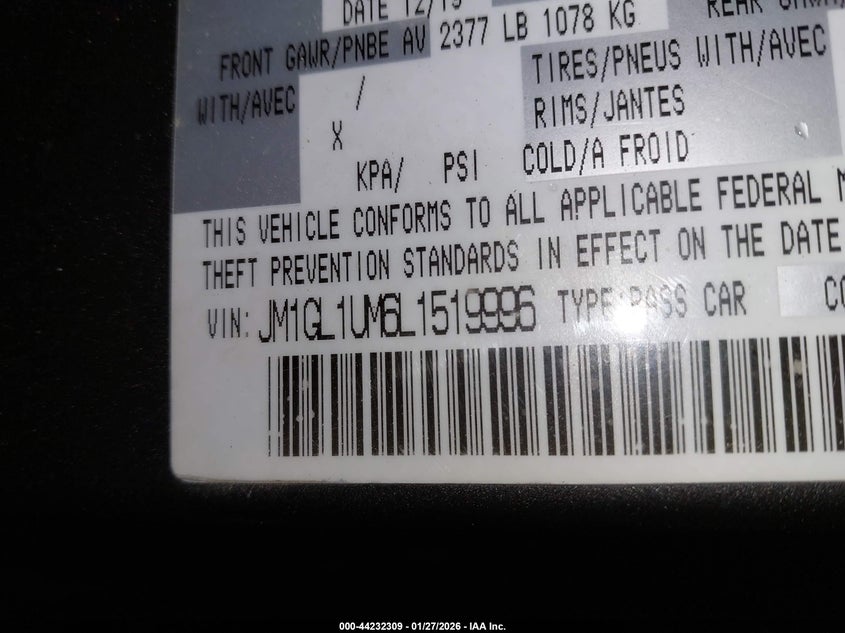 DATE 12/19
FRONT GAWR/PNBE AV 2377 LB 1078 KG
REAR
WITH/AVEC /
TIRES/PNEUS WITH/AVEC
X
RIMS/JANTES
KPA/ PSI COLD/A FROID
THIS VEHICLE CONFORMS TO ALL APPLICABLE FEDERAL M
THEFT PREVENTION STANDARDS IN EFFECT ON THE DATE
VIN: JM1GL1UM6L1519996 TYPE:PASS CAR CO
000-44232309 - 01/27/2026 - IAA Inc.